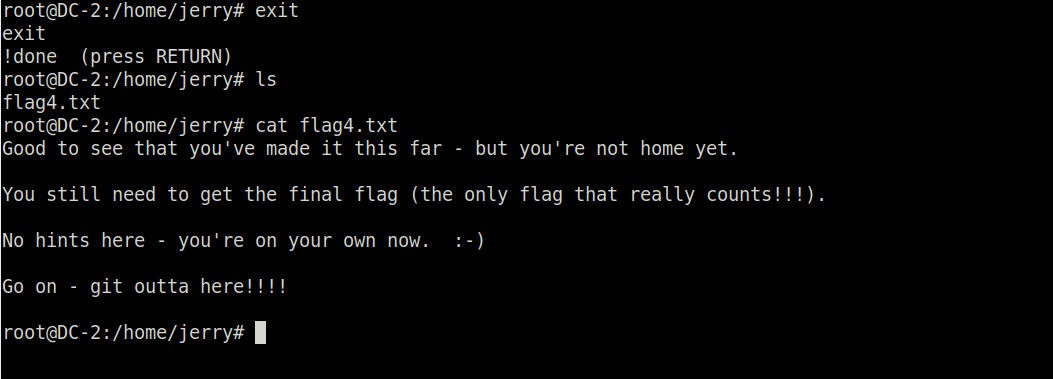 root@DC-2:/home/jerry# exit
exit
!done  (press RETURN)
root@DC-2:/home/jerry# ls
flag4.txt
root@DC-2:/home/jerry# cat flag4.txt
Good to see that you've made it this far - but you're not home yet.
You still need to get the final flag (the only flag that really counts!!!).
No hints here - you're on your own now.  :-)
Go on - git outta here!!!!
root@DC-2:/home/jerry#